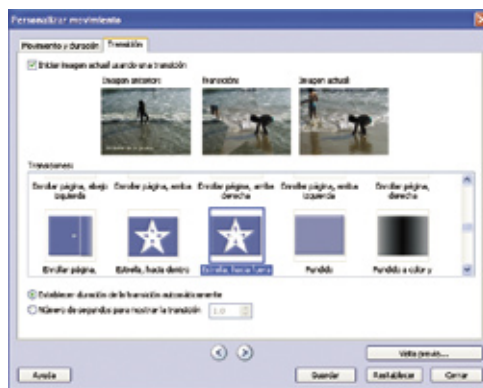 Personalizar movimiento
Movimiento y duración Transición
Iniciar imagen actual usando una transición
Imagen anterior: Transición: Imagen actual:
Transiciones:
Enrollar página, abajo Enrollar página, arriba Enrollar página, arriba Enrollar página, arriba Enrollar página,
izquierda derecha izquierda derecha
Enrollar página, Estrella, hacia dentro Estrella, hacia fuera Fundido Fundido a color y
Establecer duración de la transición automáticamente
Número de segundos para mostrar la transición 1.0
Vista previa...
Ayuda Guardar Restablecer Cerrar